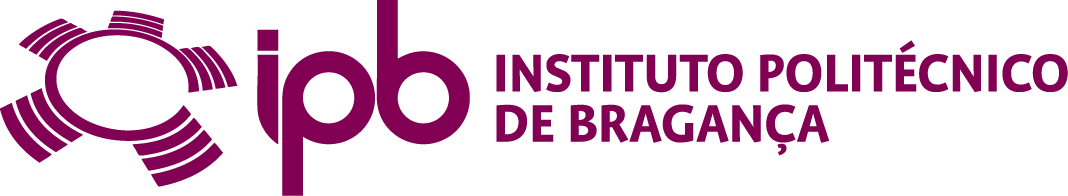 ipb
INSTITUTO POLITÉCNICO
DE BRAGANÇA